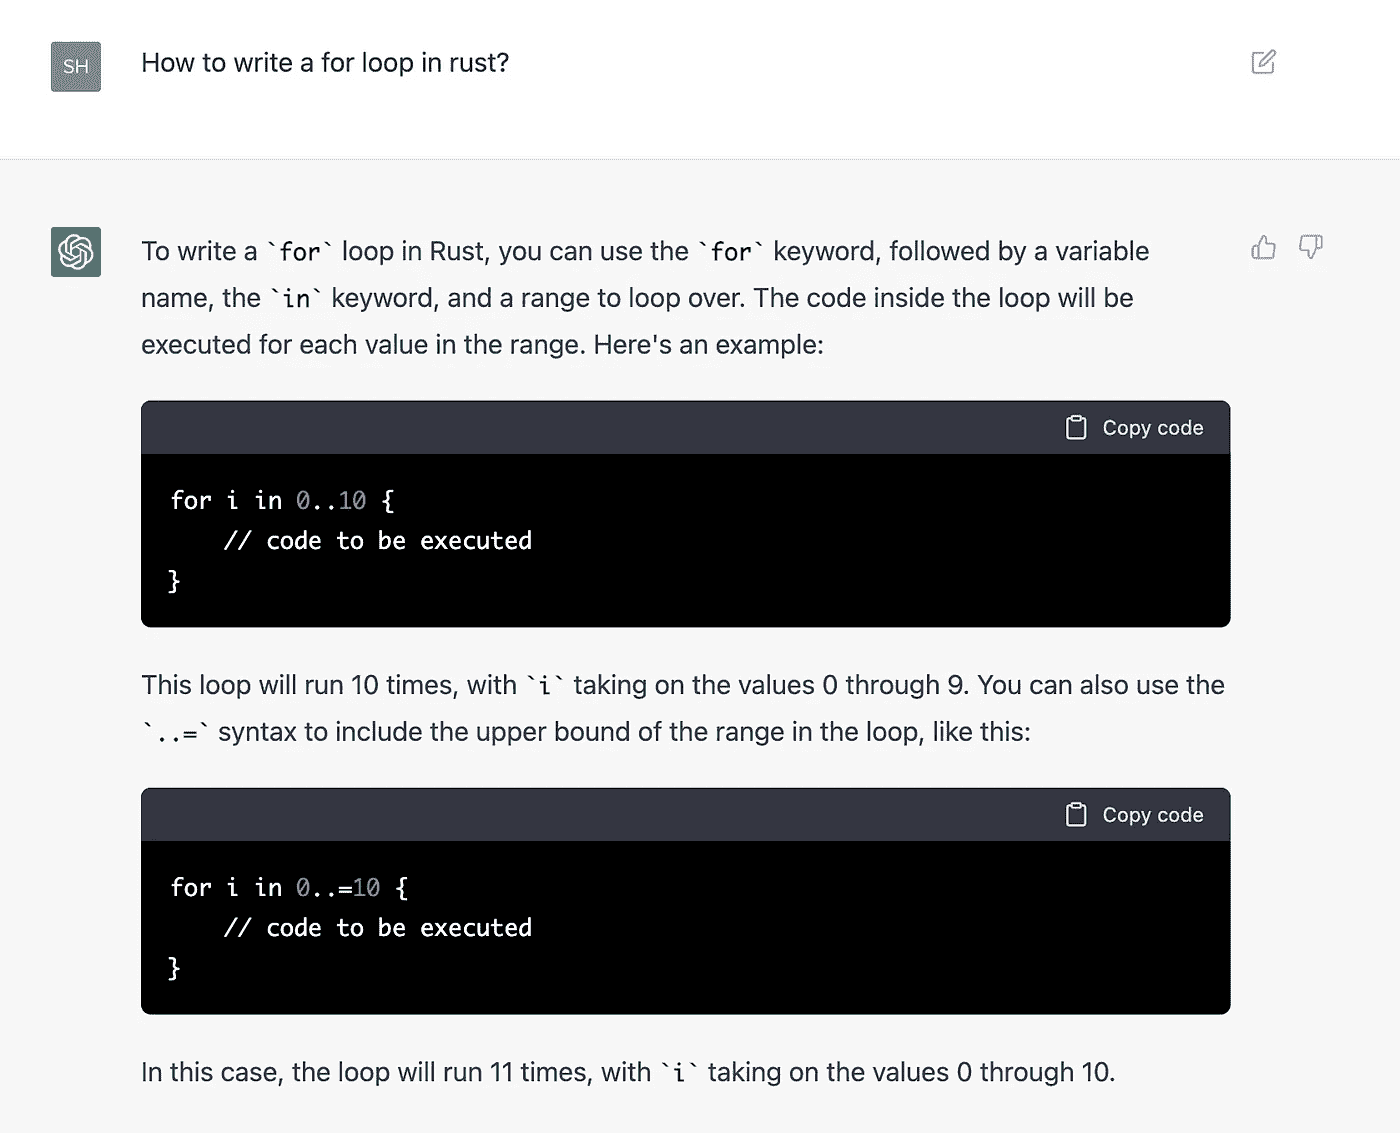 SH
How to write a for loop in rust?
To write a `for` loop in Rust, you can use the `for` keyword, followed by a variable
name, the `in` keyword, and a range to loop over. The code inside the loop will be
executed for each value in the range. Here's an example:
Copy code
for i in 0..10 {
    // code to be executed
}
This loop will run 10 times, with `i` taking on the values 0 through 9. You can also use the
`..=` syntax to include the upper bound of the range in the loop, like this:
Copy code
for i in 0..=10 {
    // code to be executed
}
In this case, the loop will run 11 times, with `i` taking on the values 0 through 10.